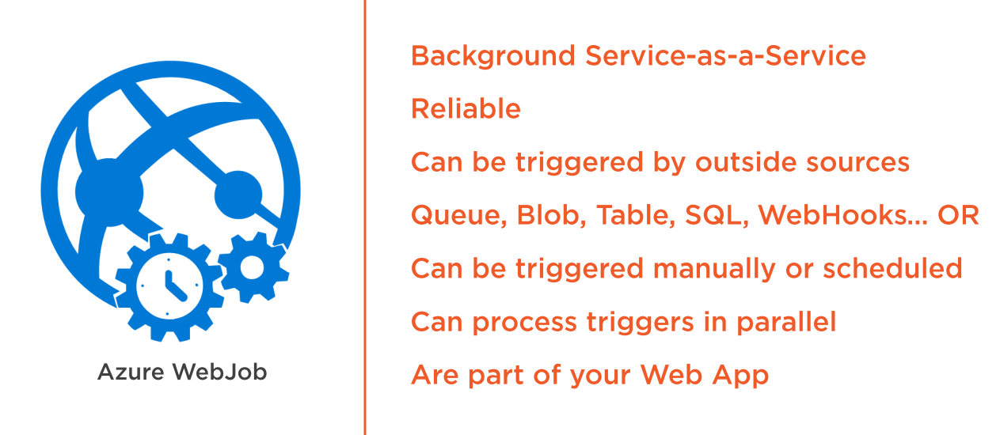 Background Service-as-a-Service
Reliable
Can be triggered by outside sources
Queue, Blob, Table, SQL, WebHooks... OR
Can be triggered manually or scheduled
Can process triggers in parallel
Are part of your Web App
Azure WebJob